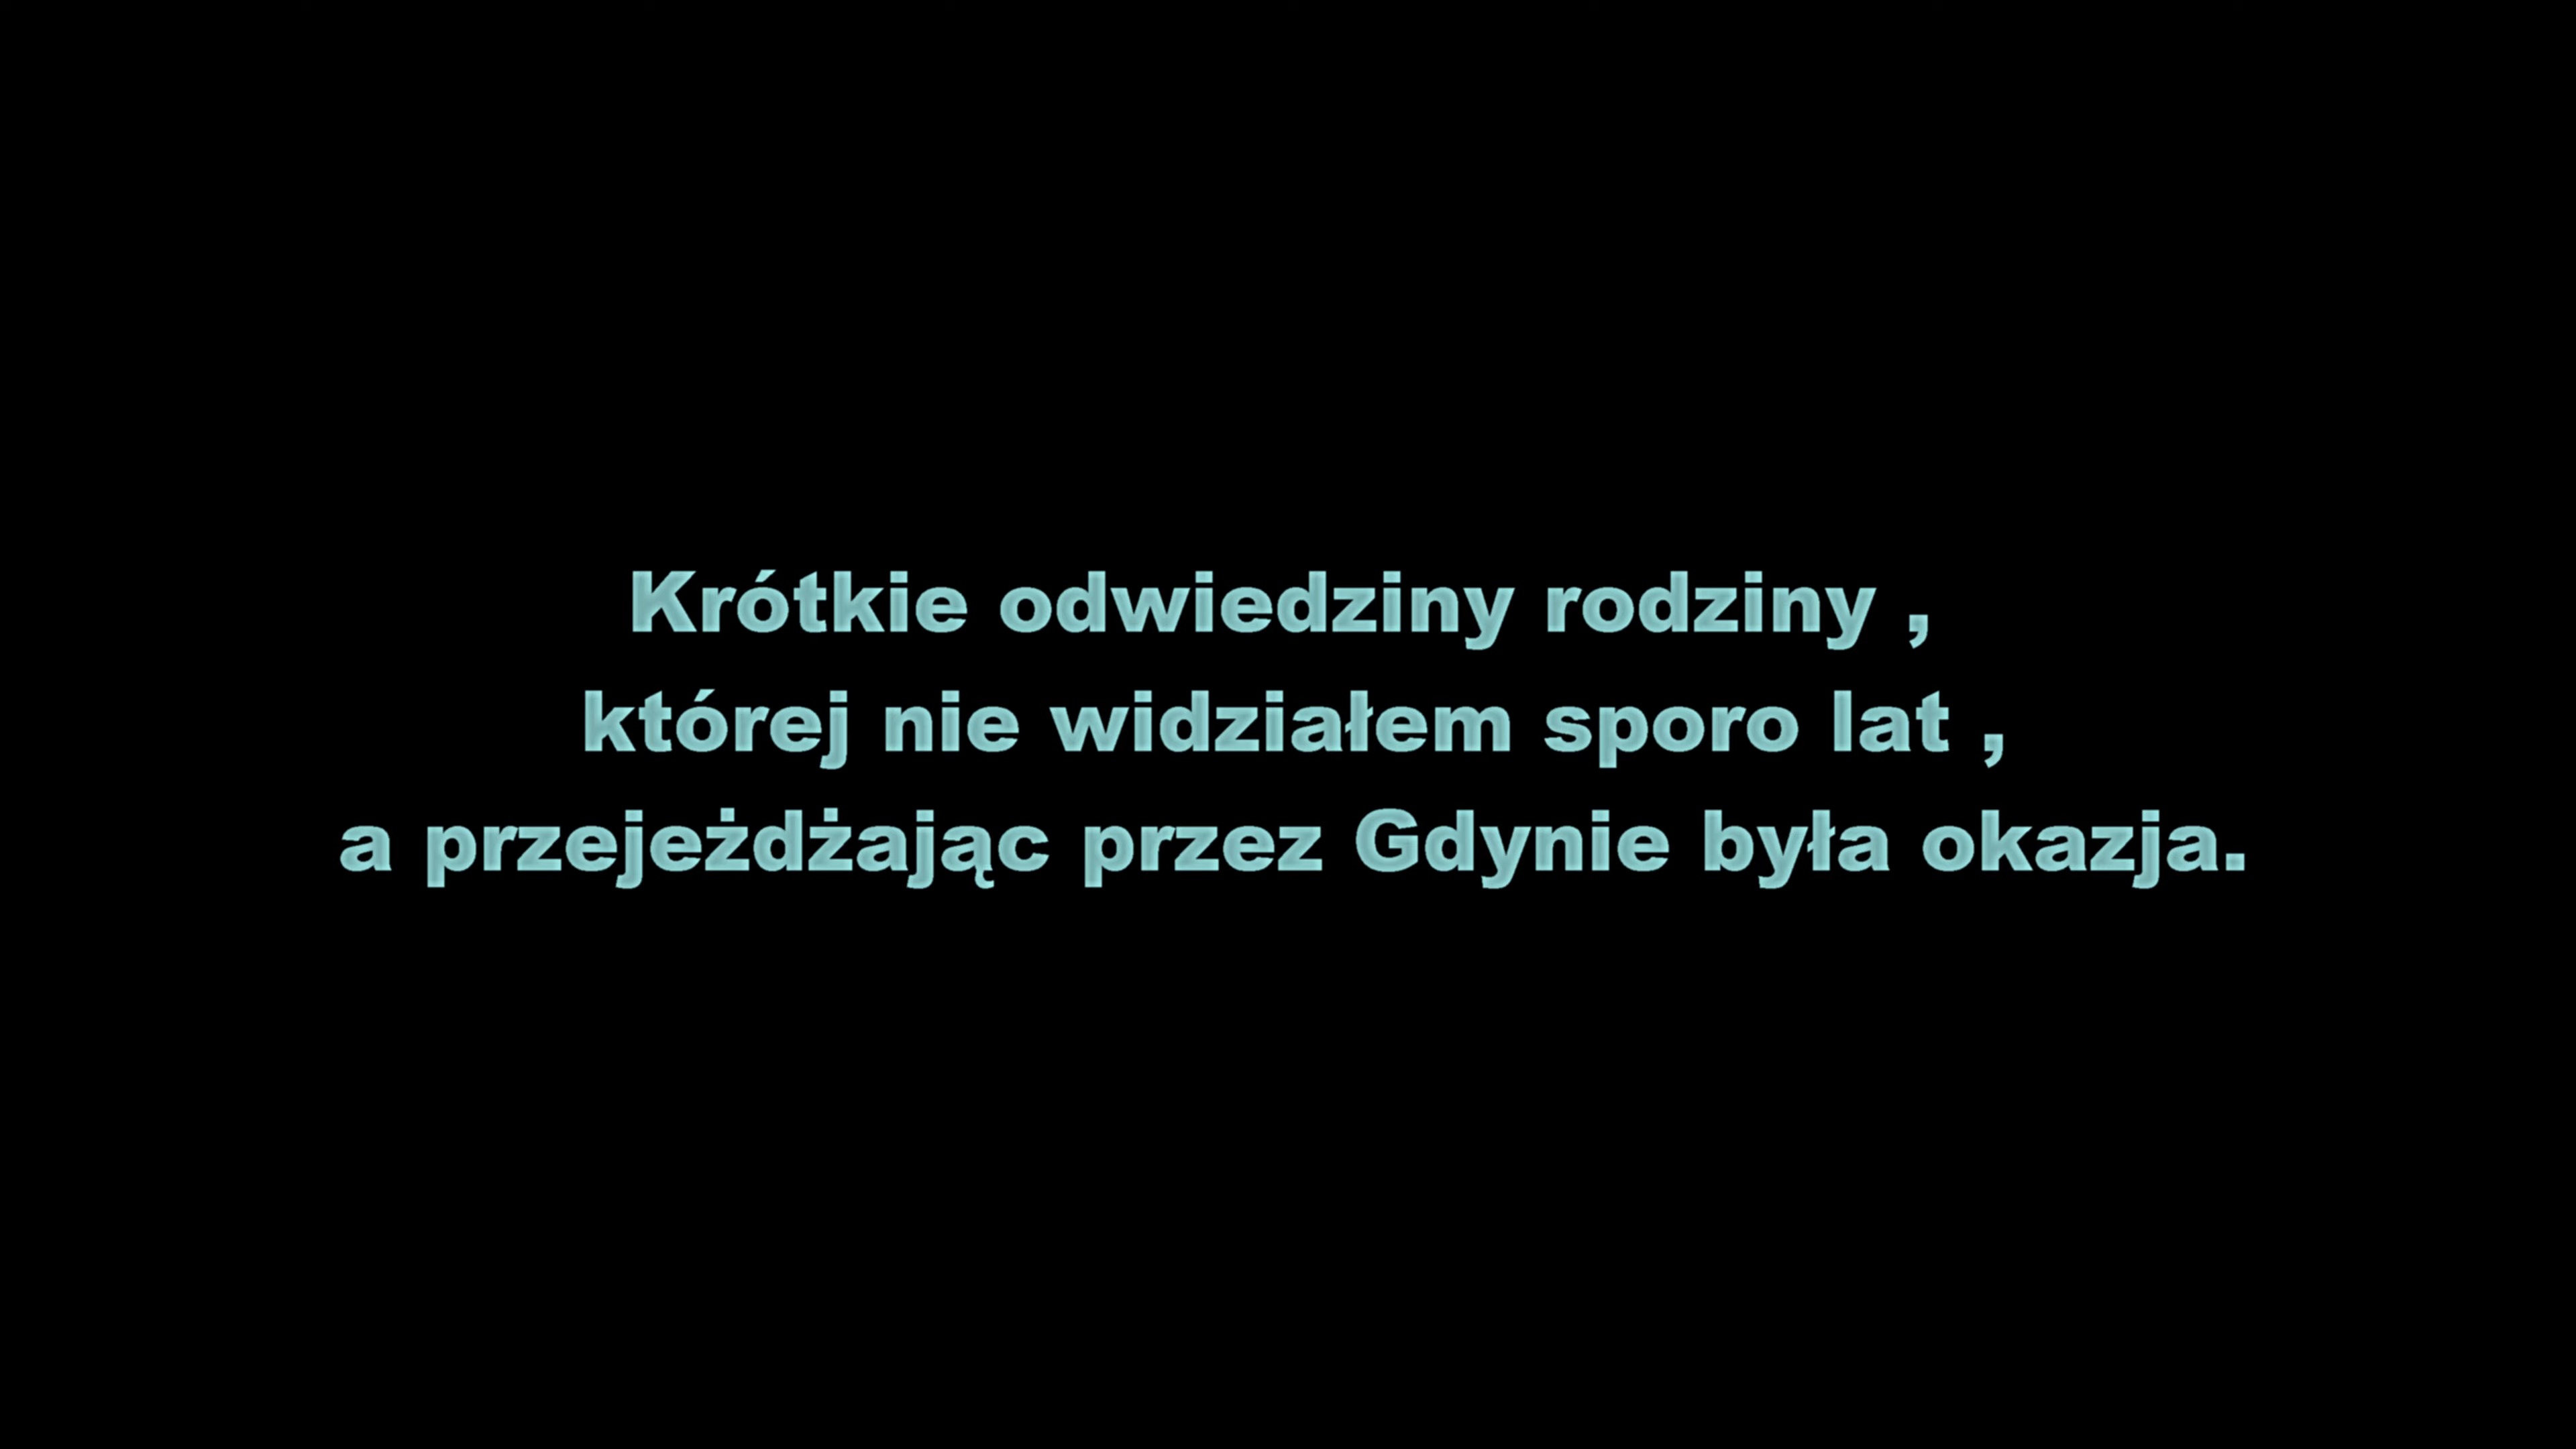 Krótkie odwiedziny rodziny ,
której nie widziałem sporo lat ,
a przejeżdżając przez Gdynie była okazja.